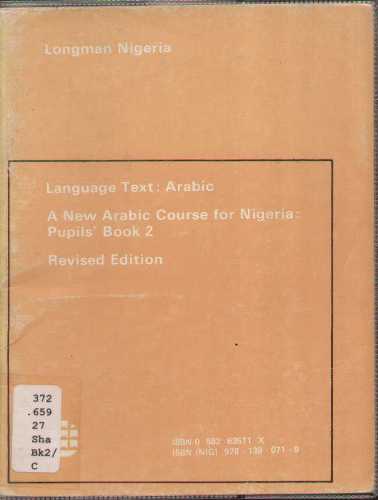 Longman Nigeria
Language Text: Arabic
A New Arabic Course for Nigeria:
Pupils' Book 2
Revised Edition
372
.659
27
Sha
Bk2/
C
ISBN 0 582 63511 X
ISBN (NIG) 978 - 139 - 071 - 9